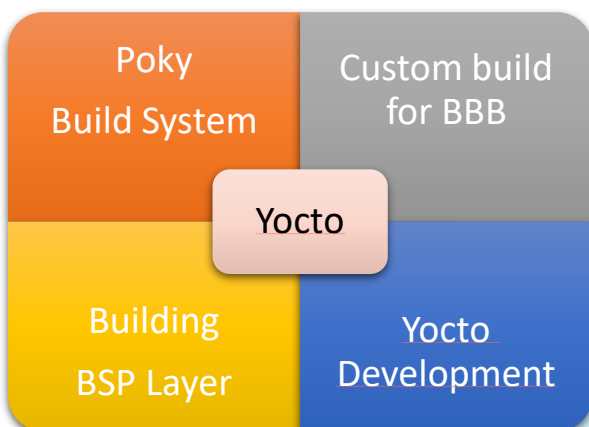 Poky
Build System
Custom build
for BBB
Yocto
Building
BSP Layer
Yocto
Development